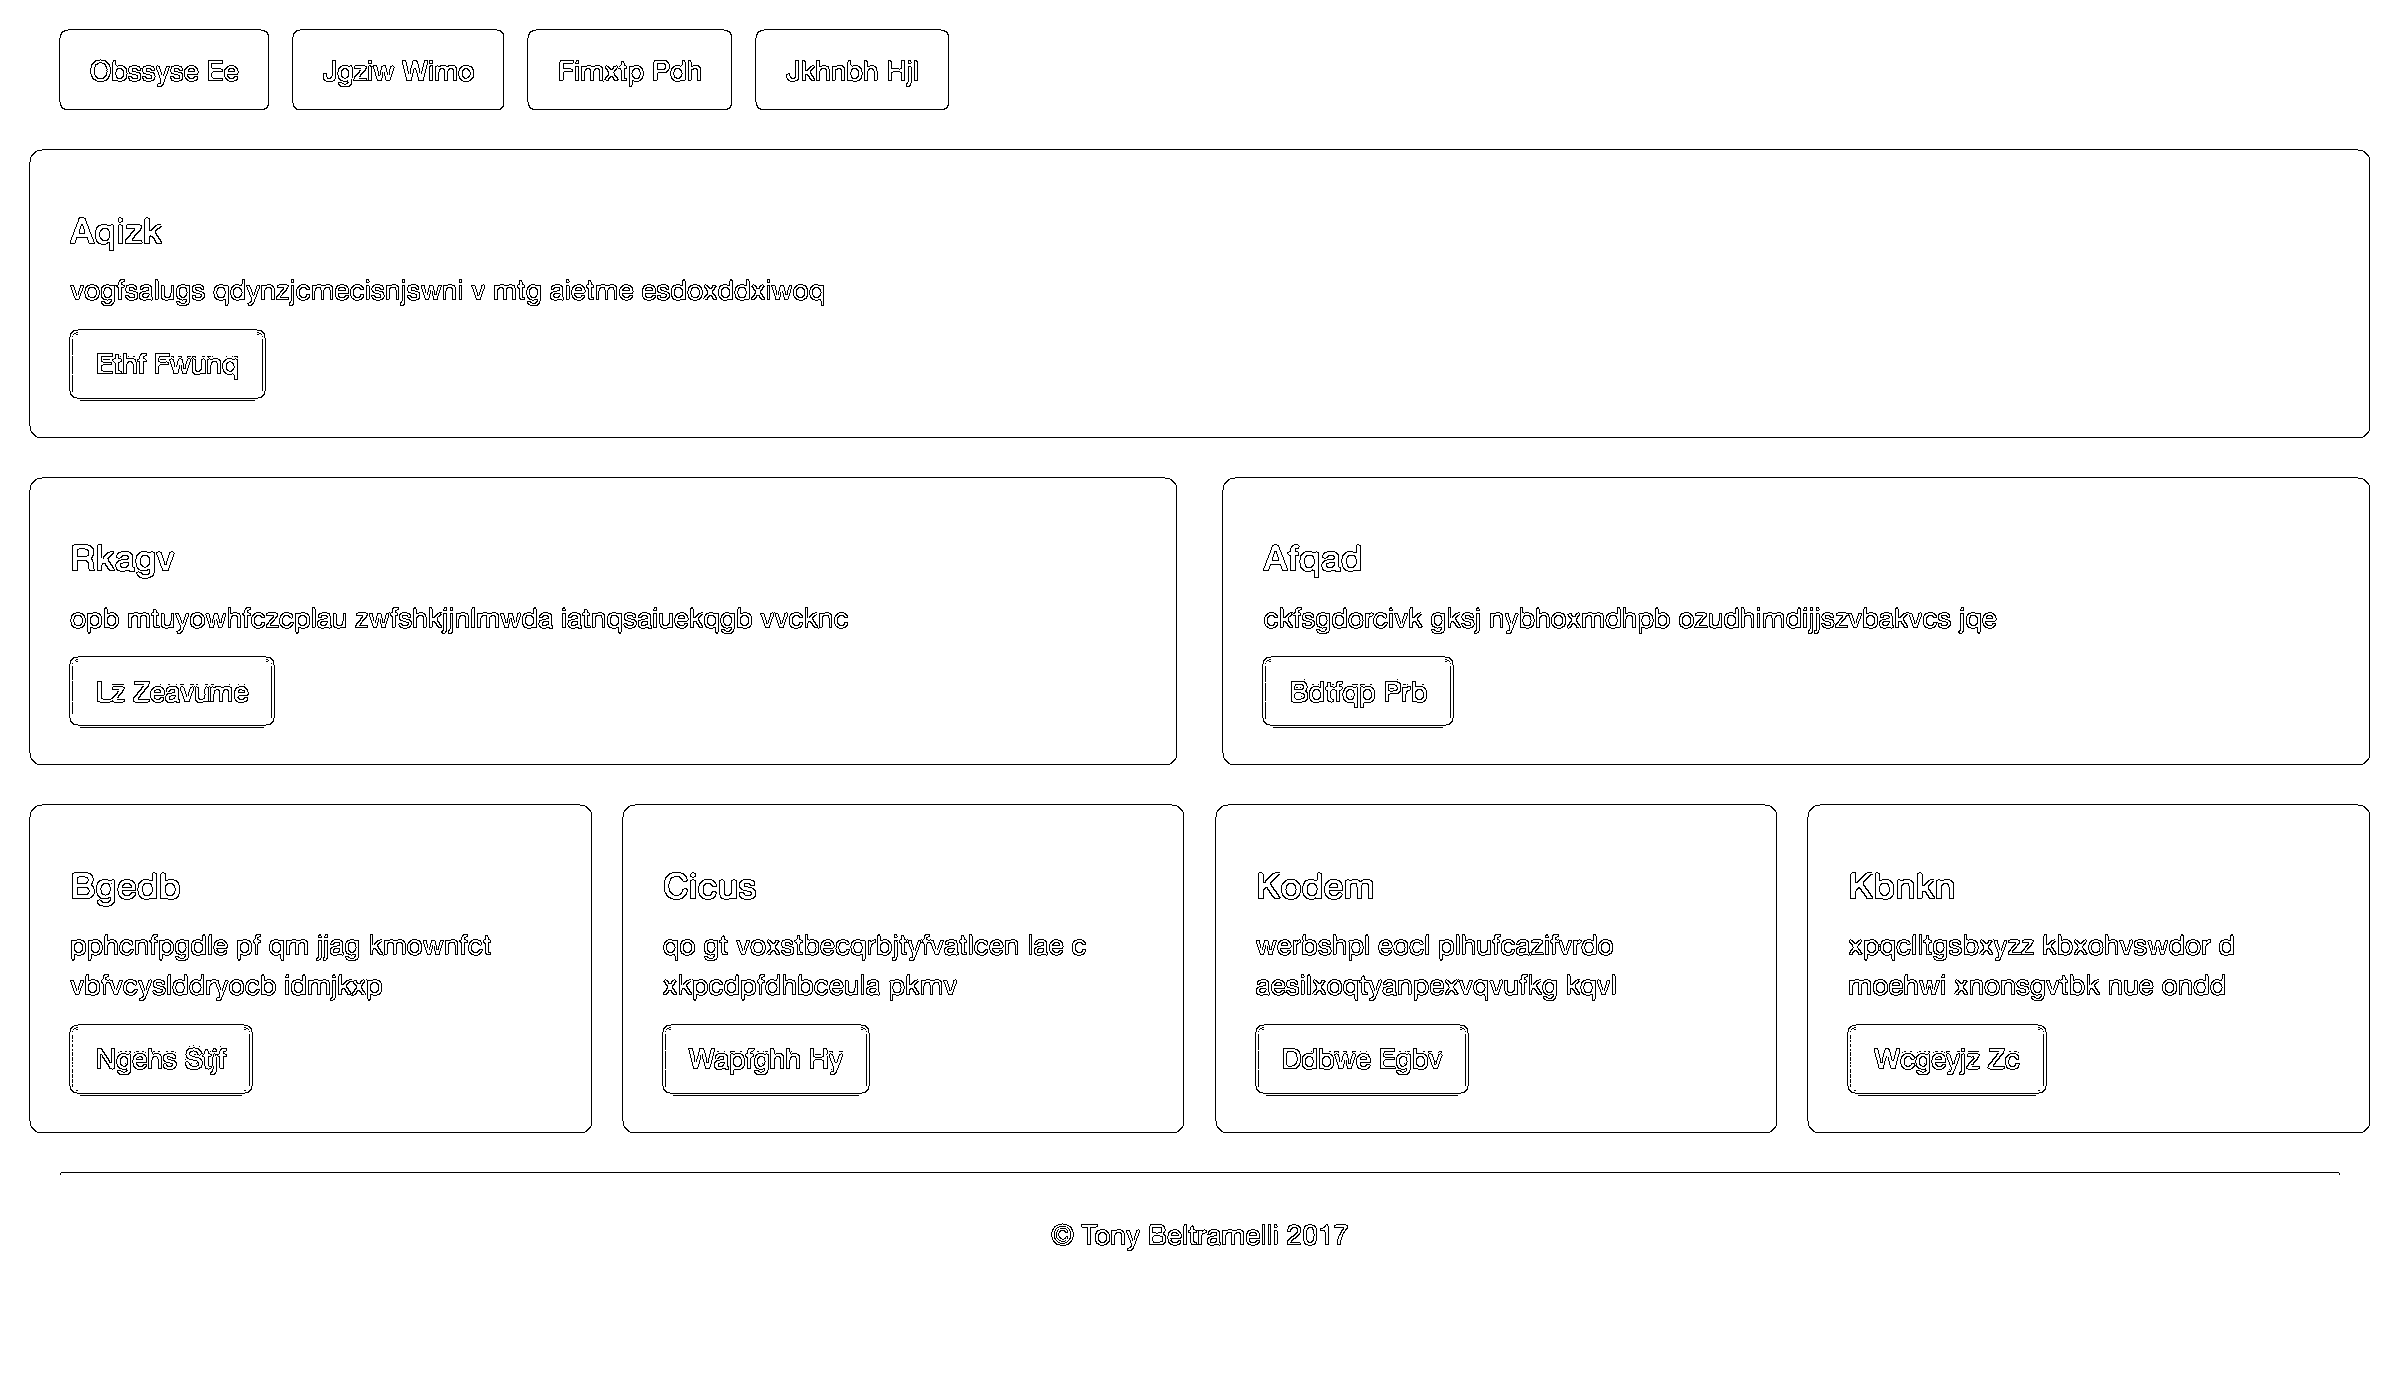 Obssyse Ee
Jgziw Wimo
Fimxtp Pdh
Jkhnbh Hjl
Aqizk
vogfsalugs qdynzjcmecisnjswni v mtg aietme esdoxddxiwoq
Ethf Fwunq
Rkagv
opb mtuyowhfczcplau zwfshkjjnlmwda iatnqsaiuekqgb vvcknc
Lz Zeavume
Afqad
ckfsgdorcivk gksj nybhoxmdhpb ozudhimdijjszvbakvcs jqe
Bdtfqp Prb
Bgedb
pphcnfpgdle pf qm jjag kmownfct
vbfvcyslddryocb idmjkxp
Ngehs Stjf
Cicus
qo gt voxstbecqrbjtyfvatlcen lae c
xkpcdpfdhbceula pkmv
Wapfghh Hy
Kodem
werbshpl eocl plhufcazifvrdo
aesilxoqtyanpexvqvufkg kqvl
Ddbwe Egbv
Kbnkn
xpqclltgsbxyzz kbxohvswdor d
moehwi xnonsgvtbk nue ondd
Wcgeyjz Zc
© Tony Beltramelli 2017